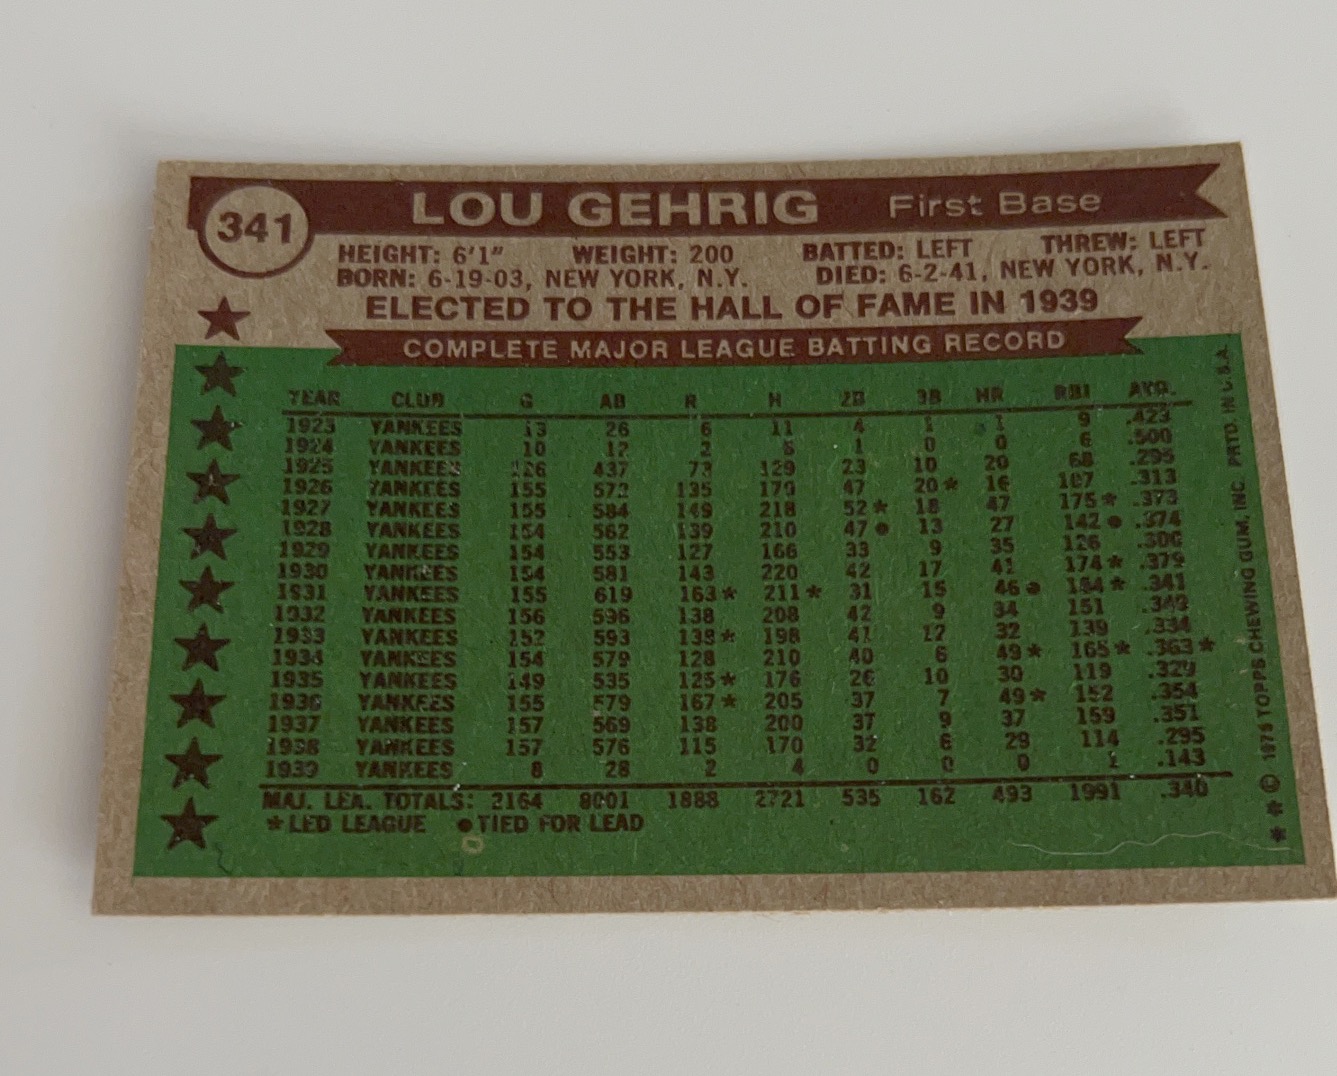 341 LOU GEHRIG First Base
HEIGHT: 6'1" WEIGHT: 200 BATTED: LEFT THREW: LEFT
BORN: 6-19-03, NEW YORK, N.Y. DIED: 6-2-41, NEW YORK, N.Y.
ELECTED TO THE HALL OF FAME IN 1939
COMPLETE MAJOR LEAGUE BATTING RECORD
YEAR CLUB G AB R H 2B 3B HR RBI AVG.
1923 YANKEES 13 26 6 11 4 1 1 9 .423
1924 YANKEES 10 12 2 6 1 0 0 6 .500
1925 YANKEES 126 437 73 129 23 10 20 68 .295
1926 YANKEES 155 572 135 179 47 20* 16 107 .313
1927 YANKEES 155 584 149 218 52* 18 47 175* .373
1928 YANKEES 154 562 139 210 47● 13 27 142● .374
1929 YANKEES 154 553 127 166 33 9 35 126 .300
1930 YANKEES 154 581 143 220 42 17 41 174* .379
1931 YANKEES 155 619 163* 211* 31 15 46● 184* .341
1932 YANKEES 156 596 138 208 42 9 34 151 .349
1933 YANKEES 152 593 138* 198 41 12 32 139 .334
1934 YANKEES 154 579 128 210 40 6 49* 165* .363*
1935 YANKEES 149 535 125* 176 26 10 30 119 .329
1936 YANKEES 155 579 167* 205 37 7 49* 152 .354
1937 YANKEES 157 569 138 200 37 9 37 159 .351
1938 YANKEES 157 576 115 170 32 6 29 114 .295
1939 YANKEES 8 28 2 4 0 0 0 1 .143
MAJ. LEA. TOTALS: 2164 8001 1888 2721 535 162 493 1991 .340
*LED LEAGUE ●TIED FOR LEAD
* * © TOPPS CHEWING GUM, INC. PRTD. IN U.S.A.